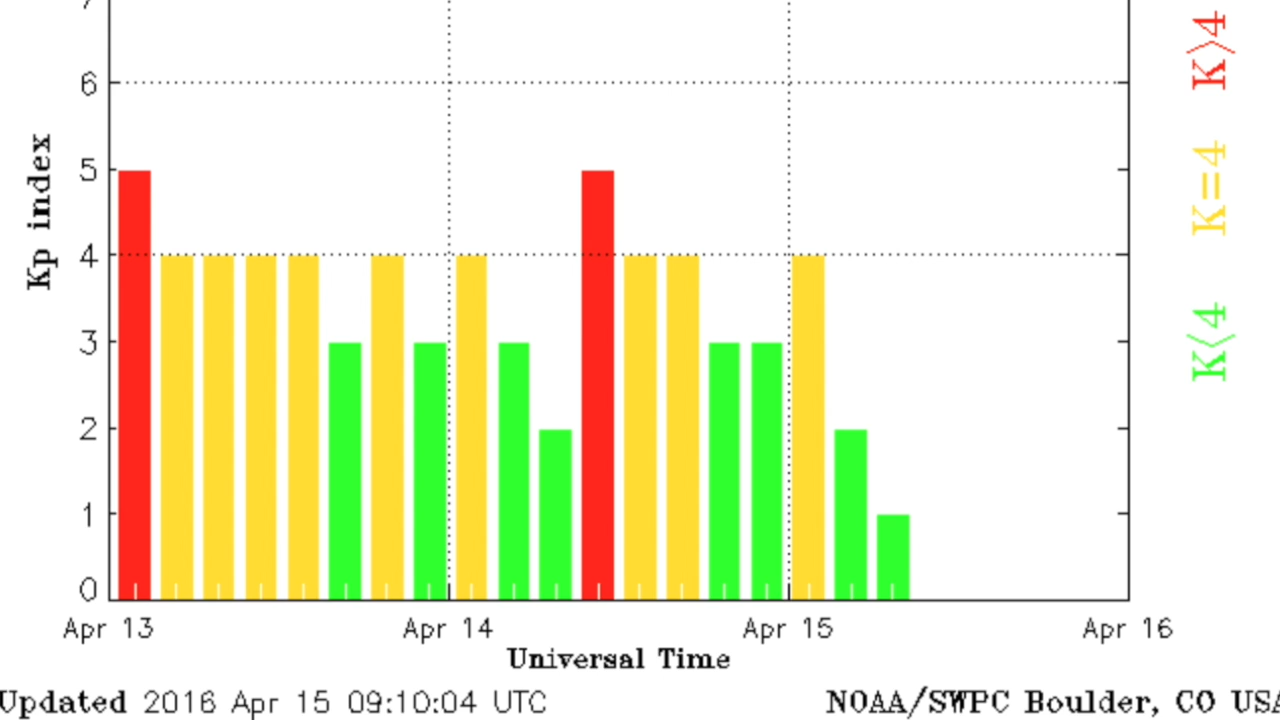 7
6
5
4
3
2
1
0
Kp index
Apr 13 Apr 14 Apr 15 Apr 16
Universal Time
Updated 2016 Apr 15 09:10:04 UTC
NOAA/SWPC Boulder, CO USA
K>4
K=4
K<4